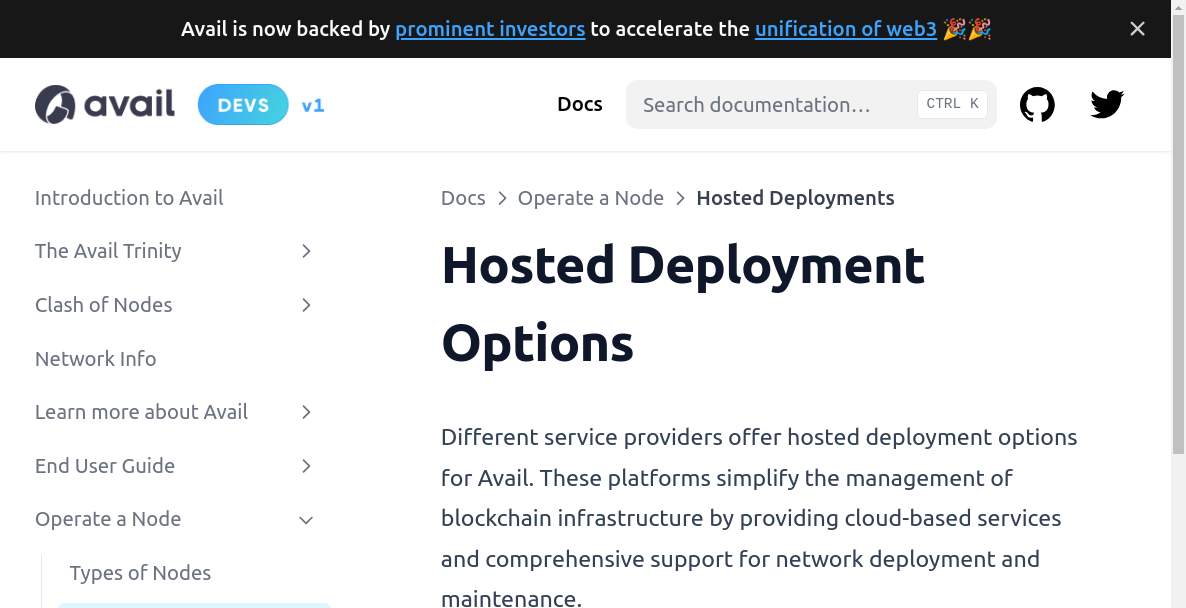 Avail is now backed by prominent investors to accelerate the unification of web3 🎉🎉
avail DEVS v1
Docs
Search documentation…
CTRL K
Introduction to Avail
The Avail Trinity
Clash of Nodes
Network Info
Learn more about Avail
End User Guide
Operate a Node
Types of Nodes
Docs > Operate a Node > Hosted Deployments
Hosted Deployment
Options
Different service providers offer hosted deployment options
for Avail. These platforms simplify the management of
blockchain infrastructure by providing cloud-based services
and comprehensive support for network deployment and
maintenance.